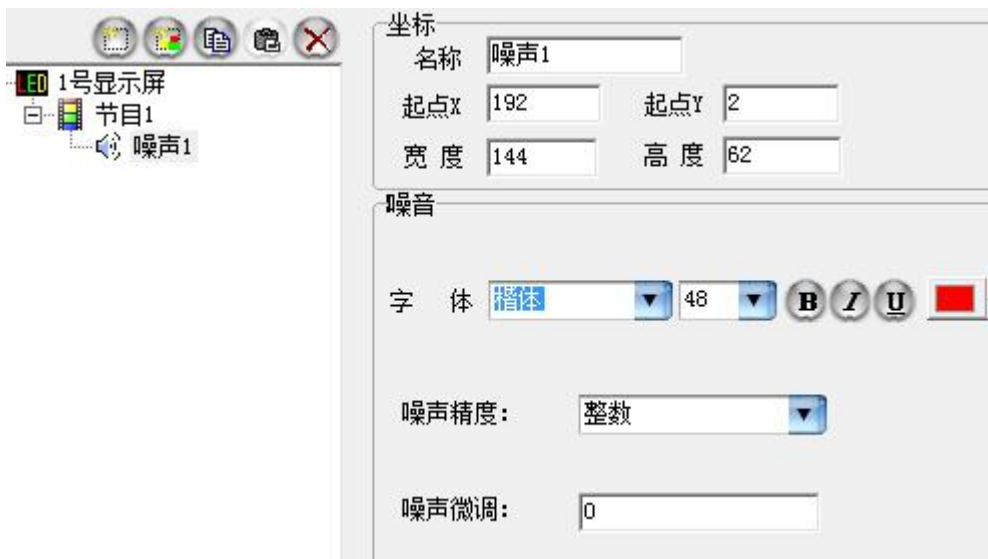 坐标
名称 噪声1
LED 1号显示屏
起点X 192 起点Y 2
节目1
噪声1
宽 度 144 高 度 62
噪音
字 体 楷体 48 B I U
噪声精度: 整数
噪声微调: 0